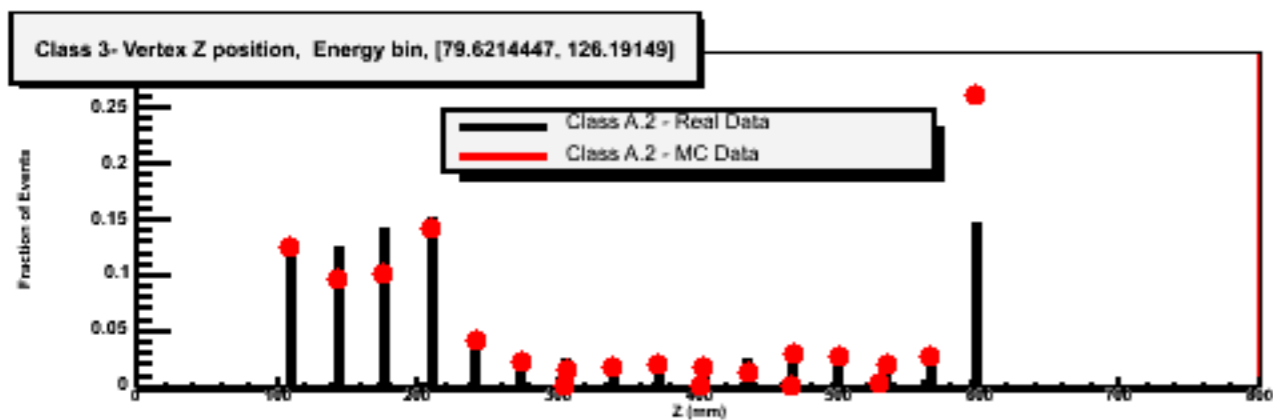 Class 3- Vertex Z position, Energy bin, [79.6214447, 126.19149]
Class A.2 - Real Data
Class A.2 - MC Data
Fraction of Events
0.25
0.2
0.15
0.1
0.05
0
0 100 200 300 400 500 600 700 800
Z (mm)